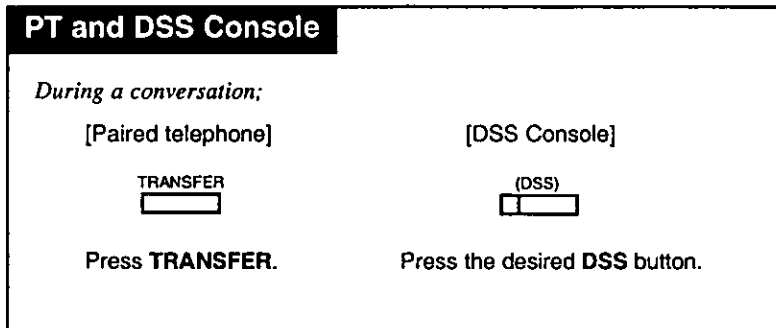 PT and DSS Console
During a conversation;
[Paired telephone] [DSS Console]
TRANSFER (DSS)
Press TRANSFER. Press the desired DSS button.